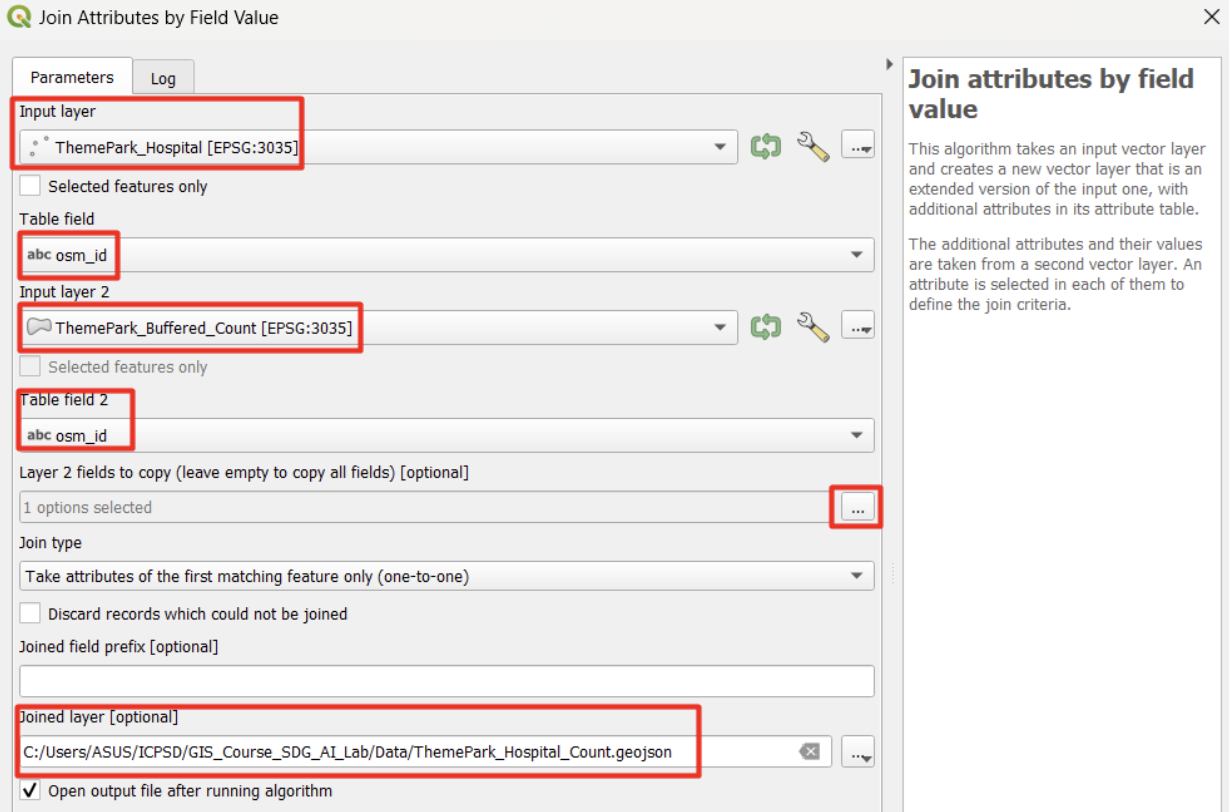 Join Attributes by Field Value
Parameters
Log
Input layer
ThemePark_Hospital [EPSG:3035]
...
Selected features only
Table field
abc osm_id
Input layer 2
ThemePark_Buffered_Count [EPSG:3035]
...
Selected features only
Table field 2
abc osm_id
Layer 2 fields to copy (leave empty to copy all fields) [optional]
1 options selected
...
Join type
Take attributes of the first matching feature only (one-to-one)
Discard records which could not be joined
Joined field prefix [optional]
Joined layer [optional]
C:/Users/ASUS/ICPSD/GIS_Course_SDG_AI_Lab/Data/ThemePark_Hospital_Count.geojson
...
Open output file after running algorithm
Join attributes by field
value
This algorithm takes an input vector layer
and creates a new vector layer that is an
extended version of the input one, with
additional attributes in its attribute table.
The additional attributes and their values
are taken from a second vector layer. An
attribute is selected in each of them to
define the join criteria.